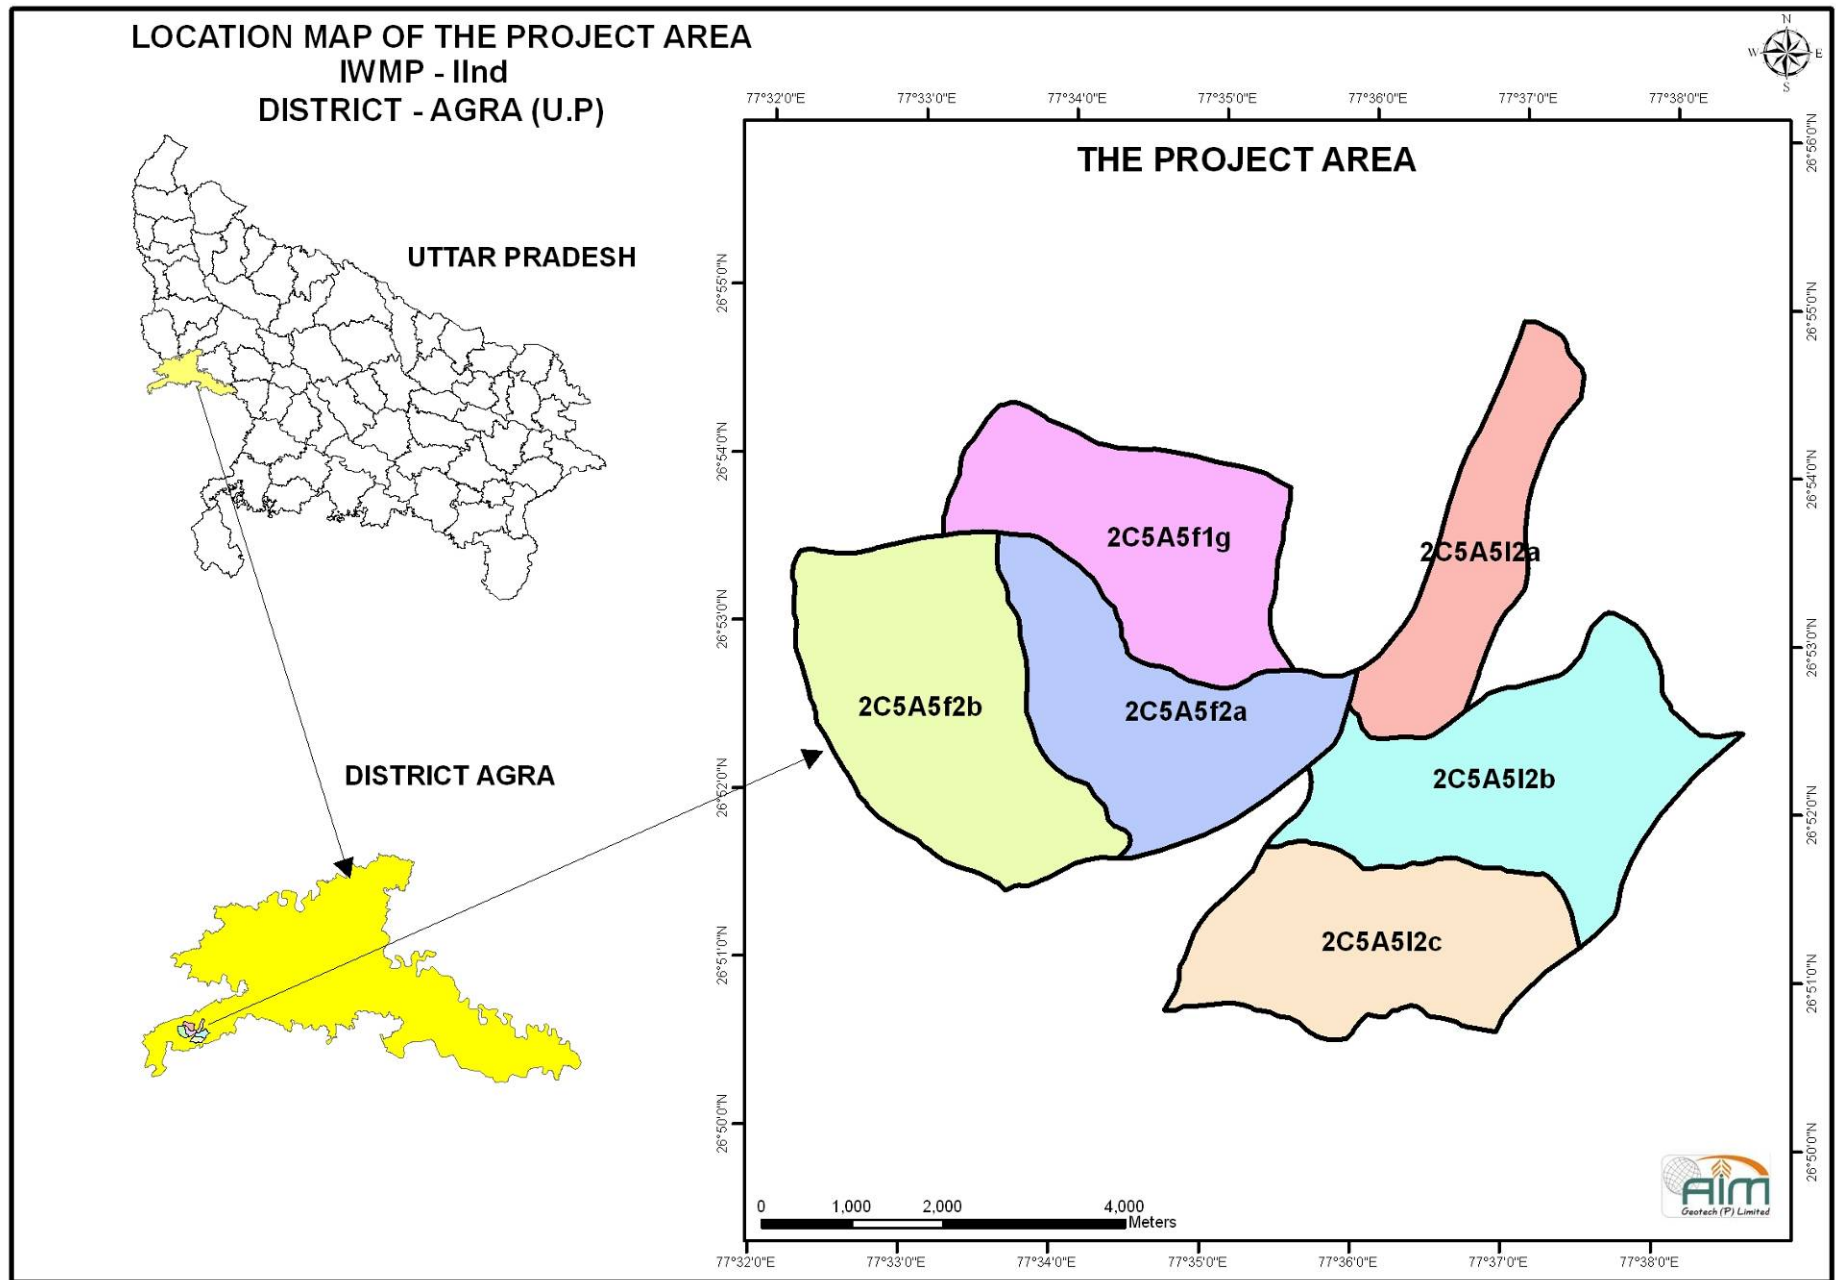 LOCATION MAP OF THE PROJECT AREA
IWMP - IInd
DISTRICT - AGRA (U.P)
N
W
E
S
77°32'0"E
77°33'0"E
77°34'0"E
77°35'0"E
77°36'0"E
77°37'0"E
77°38'0"E
THE PROJECT AREA
UTTAR PRADESH
26°55'0"N
26°54'0"N
26°53'0"N
26°52'0"N
26°51'0"N
26°50'0"N
26°56'0"N
26°55'0"N
26°54'0"N
26°53'0"N
26°52'0"N
26°51'0"N
26°50'0"N
2C5A5f1g
2C5A5I2a
2C5A5f2b
2C5A5f2a
2C5A5I2b
2C5A5I2c
DISTRICT AGRA
0
1,000
2,000
4,000
Meters
AiM
Geotech (P) Limited
77°32'0"E
77°33'0"E
77°34'0"E
77°35'0"E
77°36'0"E
77°37'0"E
77°38'0"E